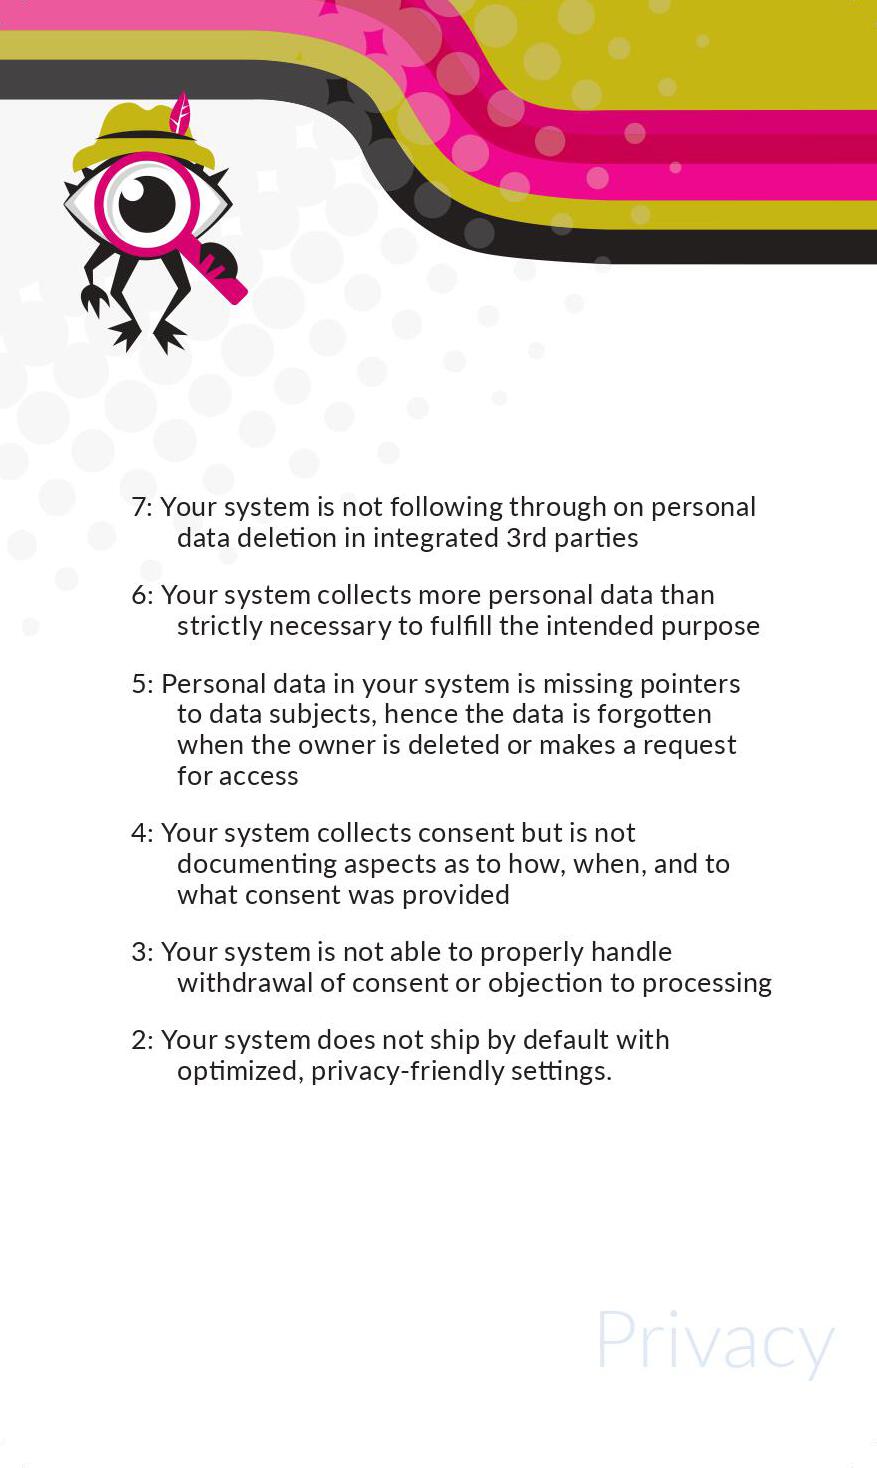 7: Your system is not following through on personal
data deletion in integrated 3rd parties
6: Your system collects more personal data than
strictly necessary to fulfill the intended purpose
5: Personal data in your system is missing pointers
to data subjects, hence the data is forgotten
when the owner is deleted or makes a request
for access
4: Your system collects consent but is not
documenting aspects as to how, when, and to
what consent was provided
3: Your system is not able to properly handle
withdrawal of consent or objection to processing
2: Your system does not ship by default with
optimized, privacy-friendly settings.
Privacy